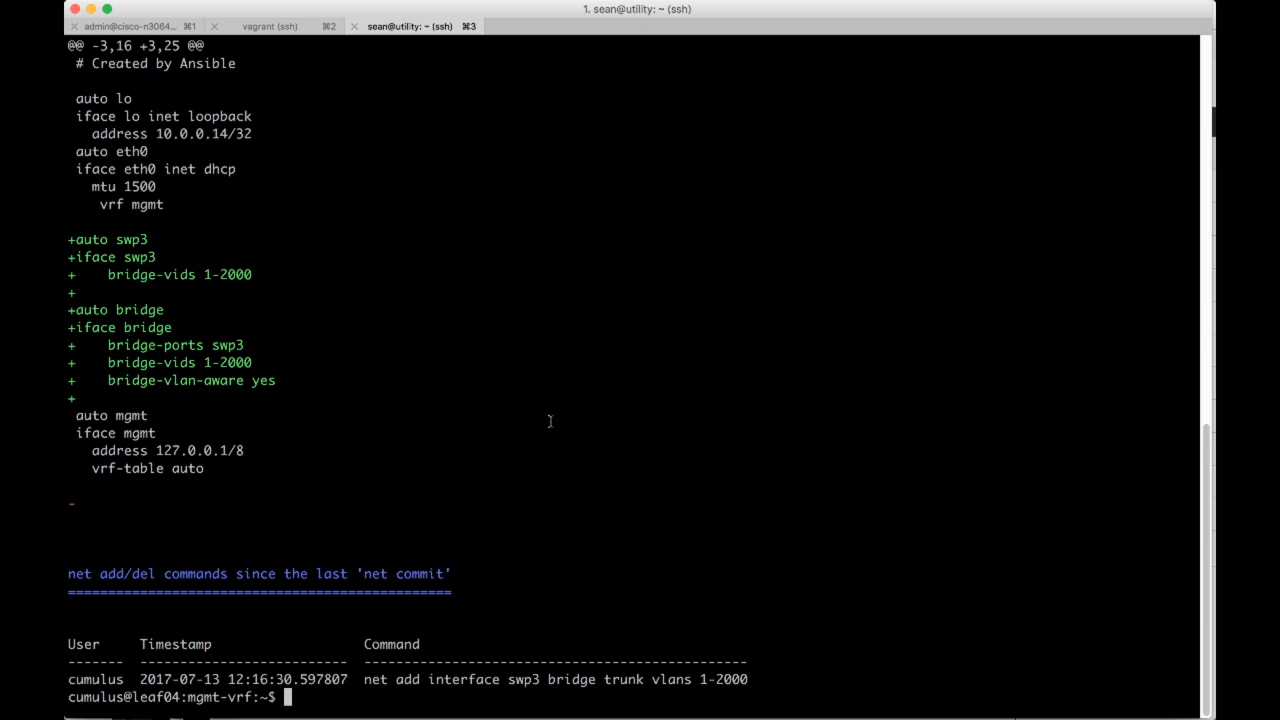 1. sean@utility: ~ (ssh)
admin@cisco-n3064... ⌘1 vagrant (ssh) ⌘2 sean@utility: ~ (ssh) ⌘3
@@ -3,16 +3,25 @@
# Created by Ansible
auto lo
iface lo inet loopback
address 10.0.0.14/32
auto eth0
iface eth0 inet dhcp
mtu 1500
vrf mgmt
+auto swp3
+iface swp3
+    bridge-vids 1-2000
+
+auto bridge
+iface bridge
+    bridge-ports swp3
+    bridge-vids 1-2000
+    bridge-vlan-aware yes
+
auto mgmt
iface mgmt
address 127.0.0.1/8
vrf-table auto
-
net add/del commands since the last 'net commit'
================================================
User     Timestamp                   Command
-------  --------------------------  ------------------------------------------------
cumulus  2017-07-13 12:16:30.597807  net add interface swp3 bridge trunk vlans 1-2000
cumulus@leaf04:mgmt-vrf:~$